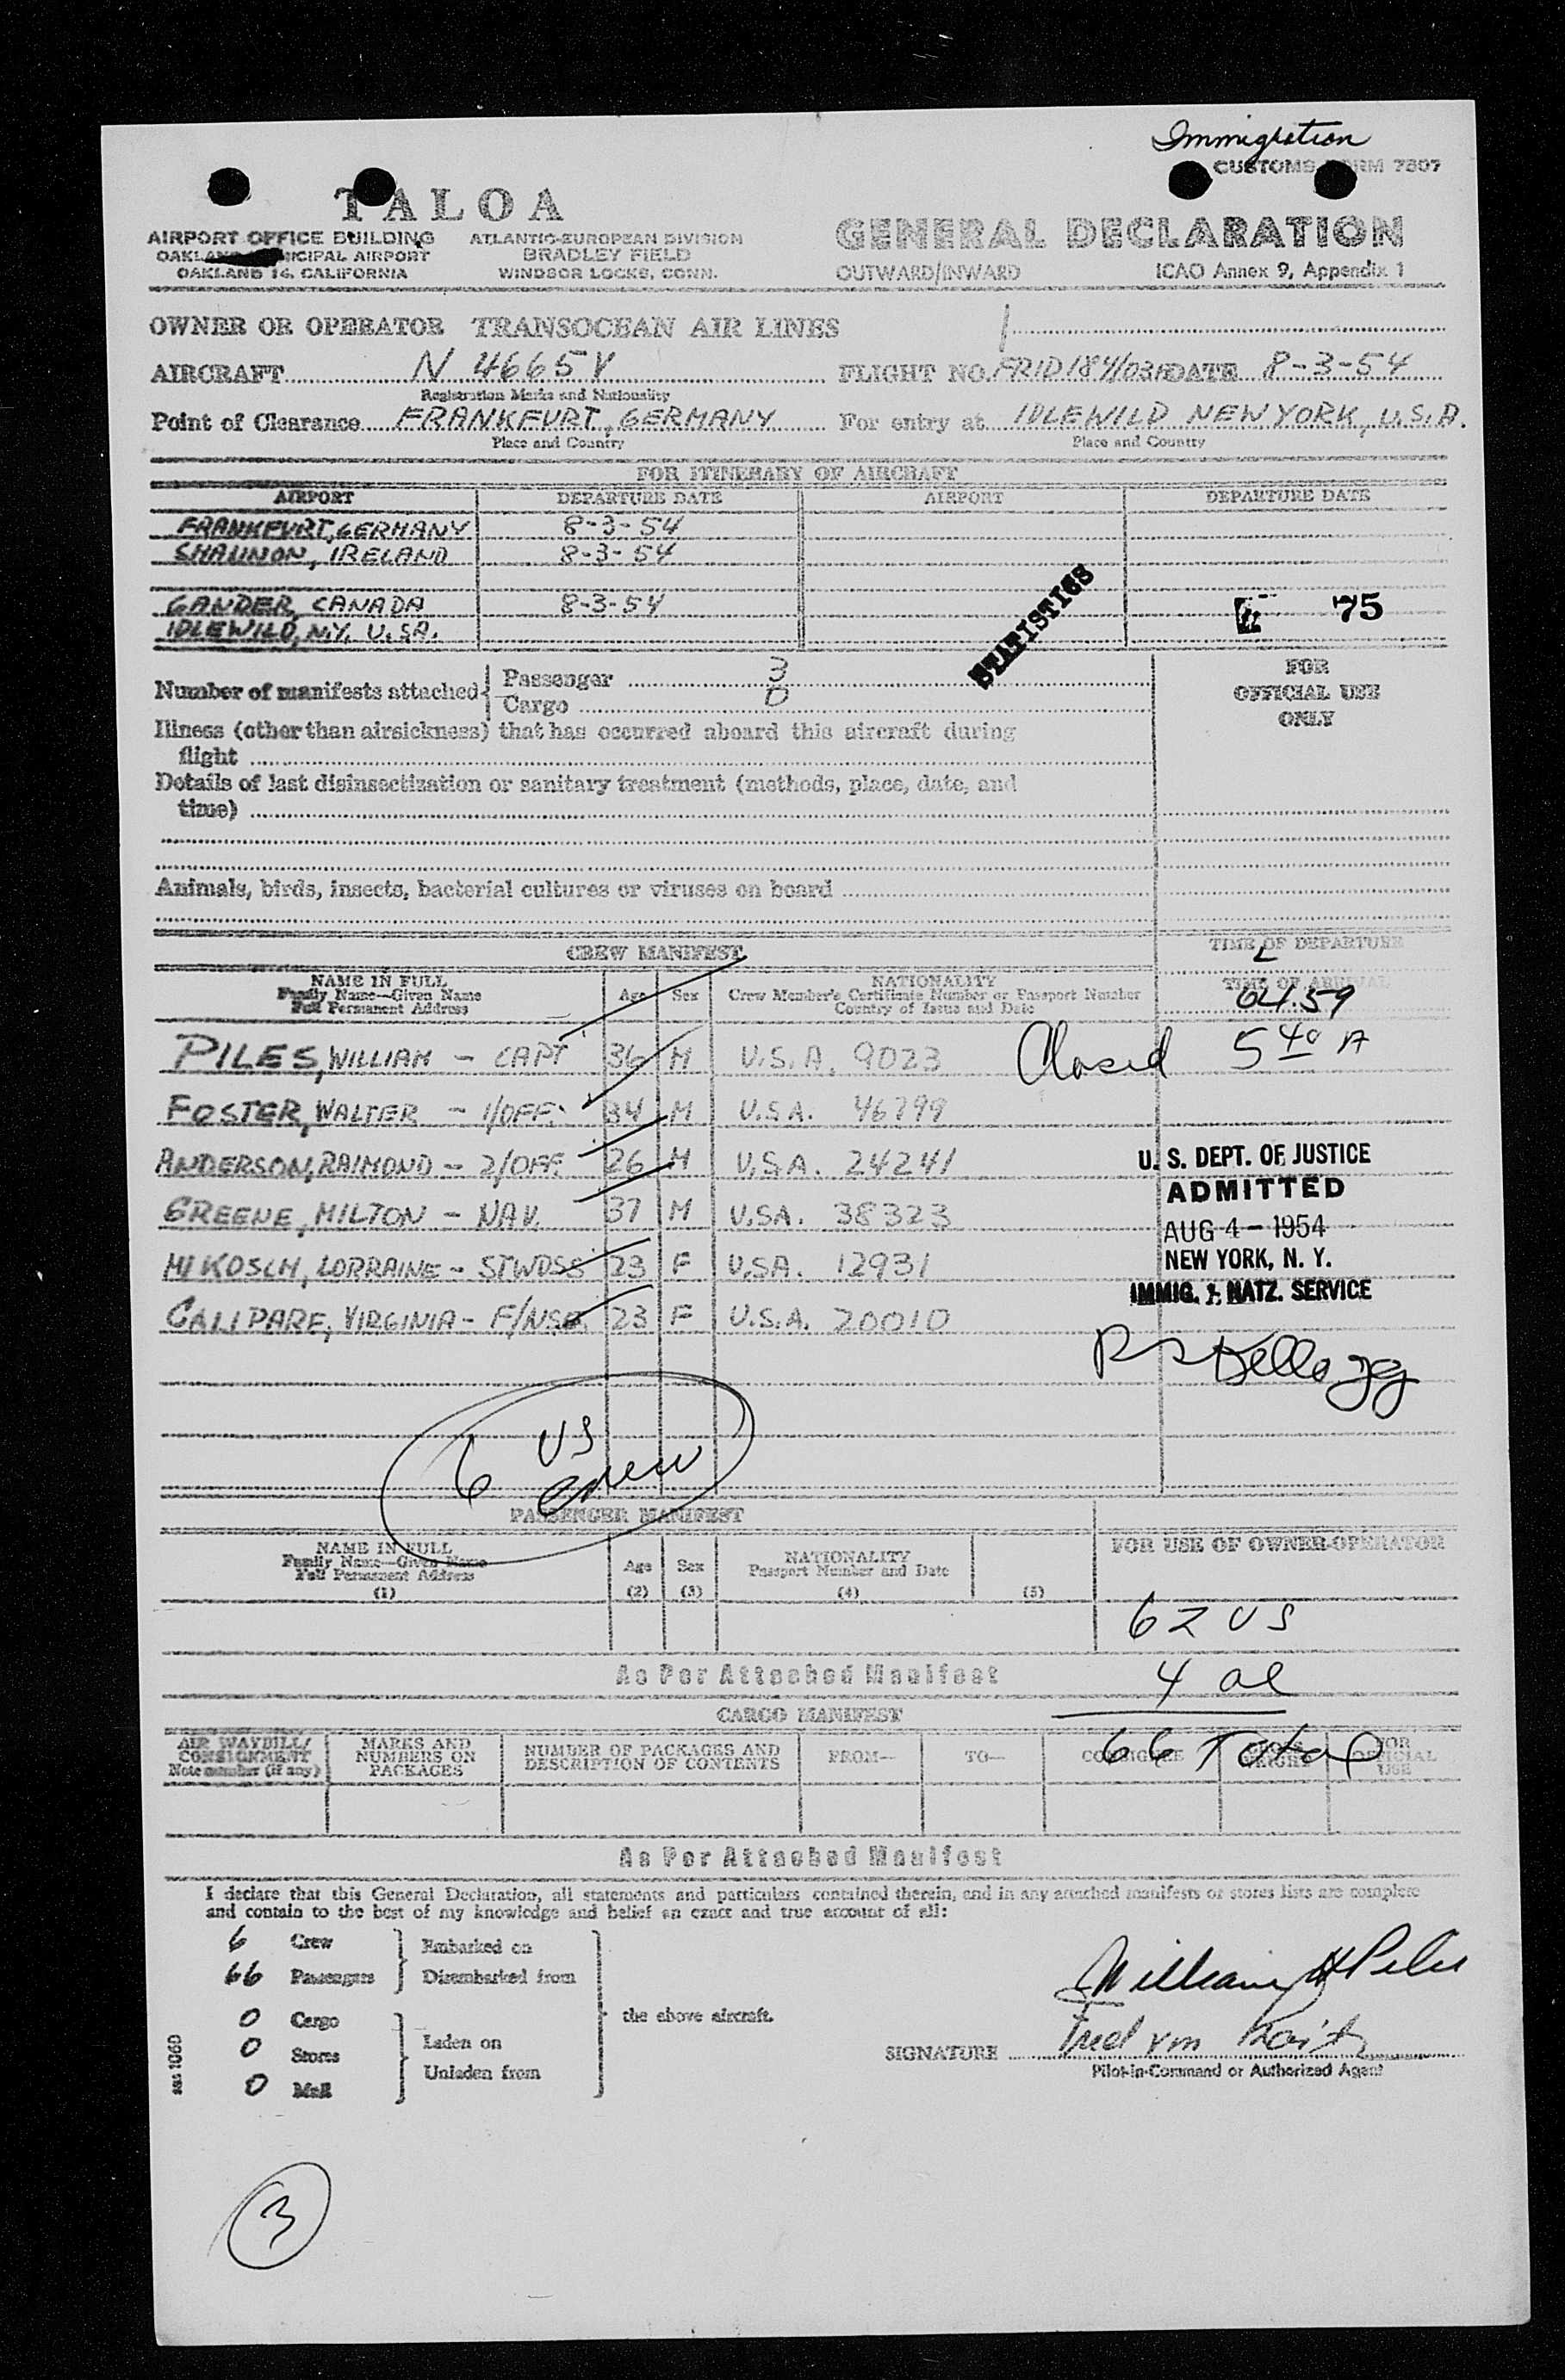 Immigration
CUSTOMS FORM 7507
TALOA
AIRPORT OFFICE BUILDING
OAKLAND MUNICIPAL AIRPORT
OAKLAND 14, CALIFORNIA
ATLANTIC-EUROPEAN DIVISION
BRADLEY FIELD
WINDSOR LOCKS, CONN.
GENERAL DECLARATION
OUTWARD/INWARD ICAO Annex 9, Appendix 1
OWNER OR OPERATOR TRANSOCEAN AIR LINES
AIRCRAFT N 4665V FLIGHT NO. DATE 8-3-54
Registration Marks and Nationality
Point of Clearance FRANKFURT, GERMANY For entry at IDLEWILD NEW YORK, U.S.A.
Place and Country Place and Country
FOR ITINERARY OF AIRCRAFT
AIRPORT DEPARTURE DATE AIRPORT DEPARTURE DATE
FRANKFURT, GERMANY 8-3-54
SHANNON, IRELAND 8-3-54
GANDER, CANADA 8-3-54
IDLEWILD, N.Y. U.S.A.
75
STATISTICS
Number of manifests attached { Passenger 3
Cargo 0
FOR
OFFICIAL USE
ONLY
Illness (other than airsickness) that has occurred aboard this aircraft during
flight
Details of last disinsectization or sanitary treatment (methods, place, date, and
time)
Animals, birds, insects, bacterial cultures or viruses on board
CREW MANIFEST
TIME OF DEPARTURE
L
TIME OF ARRIVAL
04.59
NAME IN FULL
Family Name—Given Name
Full Permanent Address
Age Sex
NATIONALITY
Crew Member's Certificate Number or Passport Number
Country of Issue and Date
Closed 5 40 A
PILES, WILLIAM - CAPT 36 M U.S.A. 9023
FOSTER, WALTER - 1/OFF. 34 M U.S.A. 46799
ANDERSON, RAIMOND - 2/OFF. 26 M U.S.A. 24241
GREENE, MILTON - NAV. 37 M U.SA. 38323
MIKOSCH, LORRAINE - STWDSS 23 F U.SA. 12931
CALIPARE, VIRGINIA - 23 F U.S.A. 20010
U. S. DEPT. OF JUSTICE
ADMITTED
AUG 4 - 1954
NEW YORK, N. Y.
IMMIG. & NATZ. SERVICE
Kellogg
6 US
crew
PASSENGER MANIFEST
NAME IN FULL
Family Name—Given Name
Full Permanent Address
(1)
Age
(2)
Sex
(3)
NATIONALITY
Passport Number and Date
(4)
(5)
FOR USE OF OWNER-OPERATOR
62 US
4 al
66 Total
As Per Attached Manifest
CARGO MANIFEST
AIR WAYBILL/
CONSIGNMENT
Note number (if any)
MARKS AND
NUMBERS ON
PACKAGES
NUMBER OF PACKAGES AND
DESCRIPTION OF CONTENTS
FROM—
TO—
CONSIGNEE
WEIGHT
FOR
OFFICIAL
USE
As Per Attached Manifest
I declare that this General Declaration, all statements and particulars contained therein, and in any attached manifests or stores lists are complete
and contain to the best of my knowledge and belief an exact and true account of all:
6 Crew
66 Passengers
Embarked on
Disembarked from
0 Cargo
0 Stores
0 Mail
Laden on
Unladen from
the above aircraft.
William H Piles
SIGNATURE
Pilot-in-Command or Authorized Agent
1060
3